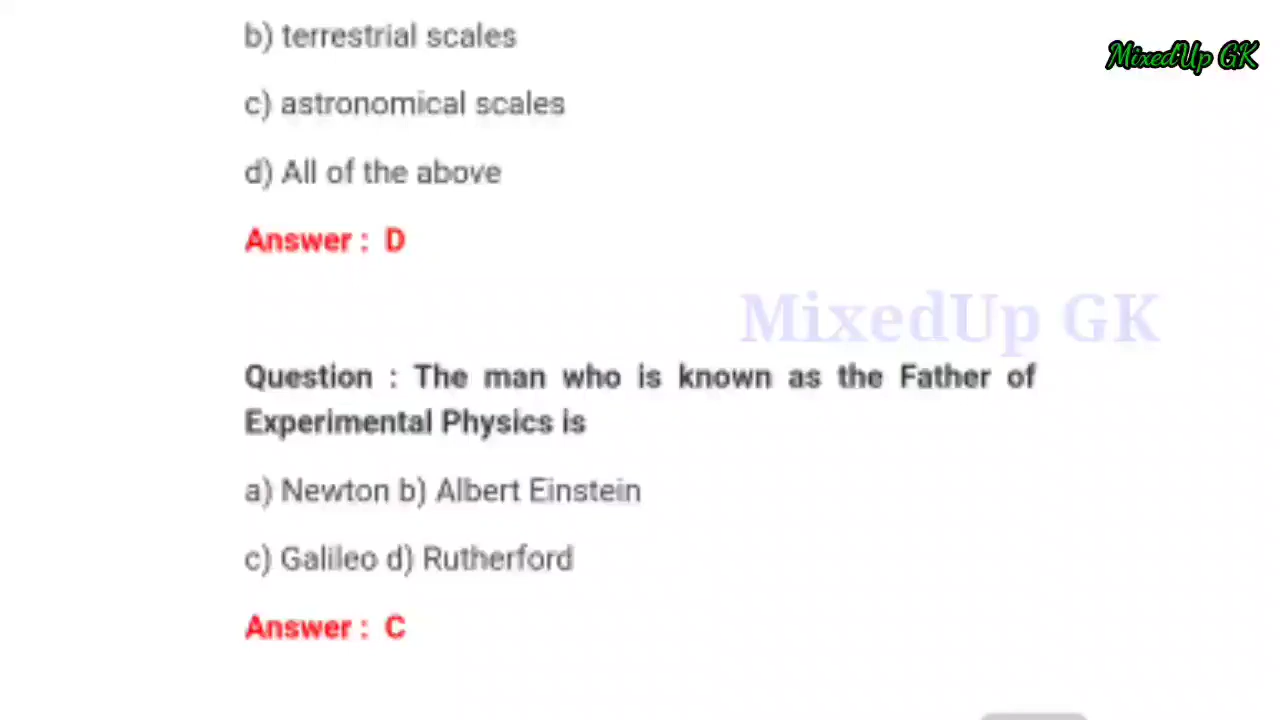 b) terrestrial scales
MixedUp GK
c) astronomical scales
d) All of the above
Answer : D
MixedUp GK
Question : The man who is known as the Father of
Experimental Physics is
a) Newton b) Albert Einstein
c) Galileo d) Rutherford
Answer : C